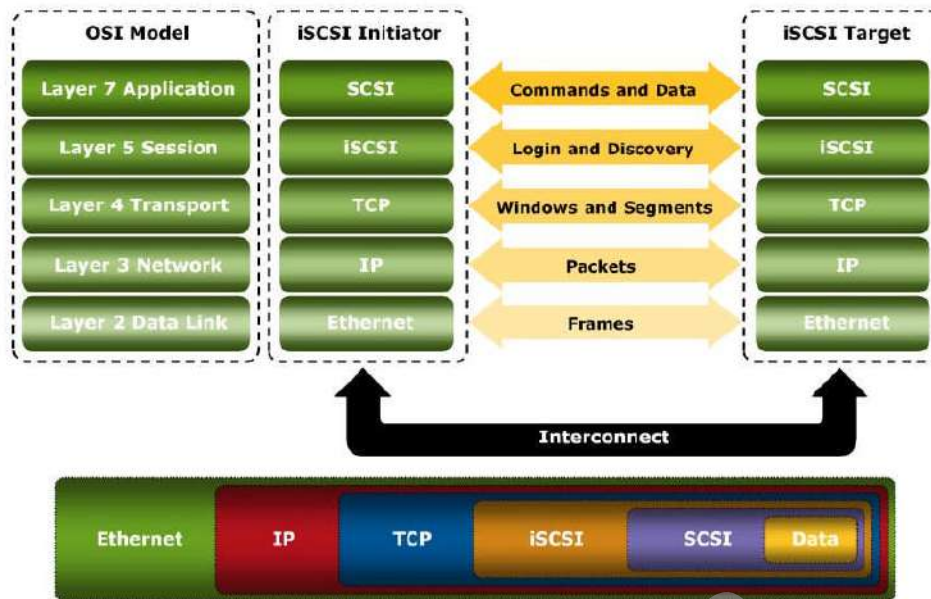 OSI Model
iSCSI Initiator
iSCSI Target
Layer 7 Application
SCSI
Commands and Data
SCSI
Layer 5 Session
iSCSI
Login and Discovery
iSCSI
Layer 4 Transport
TCP
Windows and Segments
TCP
Layer 3 Network
IP
Packets
IP
Layer 2 Data Link
Ethernet
Frames
Ethernet
Interconnect
Ethernet
IP
TCP
iSCSI
SCSI
Data